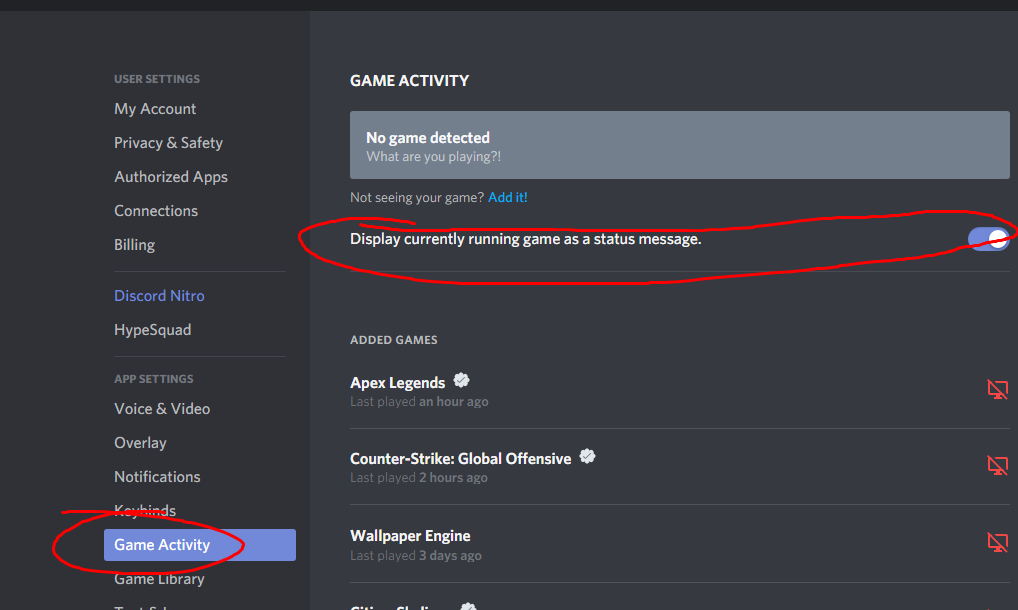 USER SETTINGS
My Account
Privacy & Safety
Authorized Apps
Connections
Billing
Discord Nitro
HypeSquad
APP SETTINGS
Voice & Video
Overlay
Notifications
Keybinds
Game Activity
Game Library
GAME ACTIVITY
No game detected
What are you playing?!
Not seeing your game? Add it!
Display currently running game as a status message.
ADDED GAMES
Apex Legends
Last played an hour ago
Counter-Strike: Global Offensive
Last played 2 hours ago
Wallpaper Engine
Last played 3 days ago